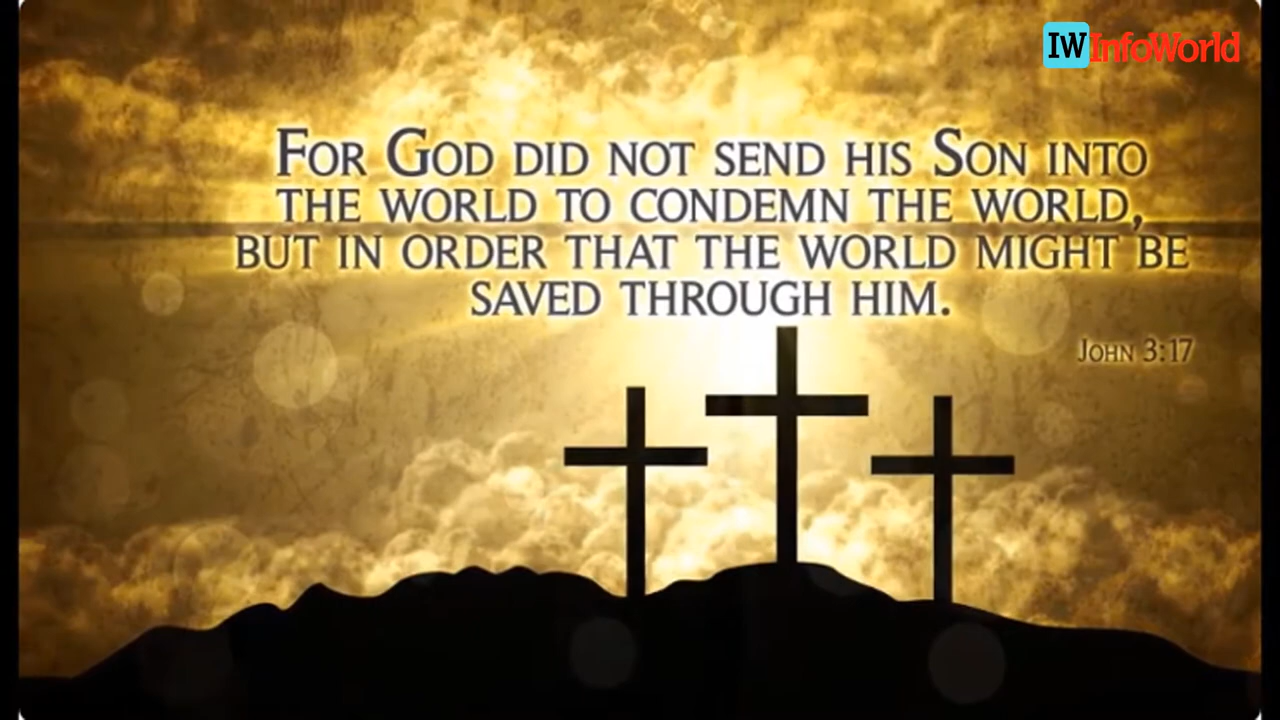 IW InfoWorld
For God did not send his Son into
the world to condemn the world,
but in order that the world might be
saved through him.
John 3:17